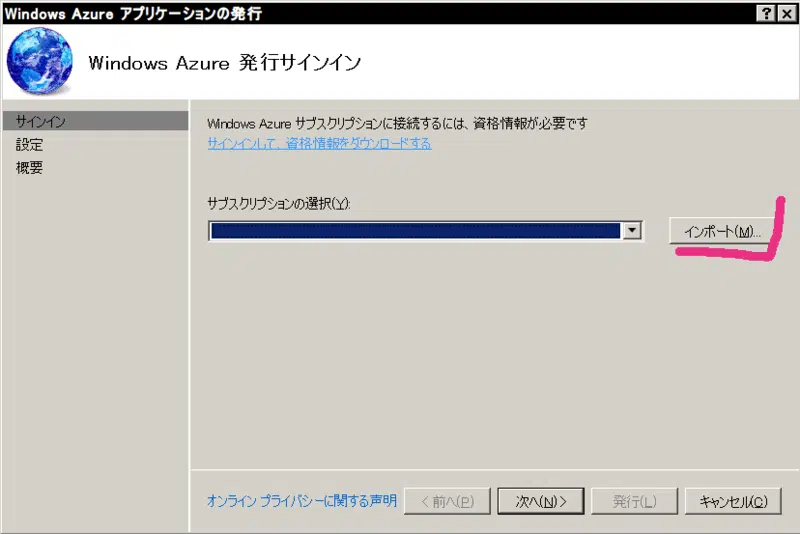 Windows Azure アプリケーションの発行
Windows Azure 発行サインイン
サインイン
設定
概要
Windows Azure サブスクリプションに接続するには、資格情報が必要です
サインインして、資格情報をダウンロードする
サブスクリプションの選択(Y):
インポート(M)...
オンライン プライバシーに関する声明
< 前へ(P)
次へ(N) >
発行(L)
キャンセル(C)